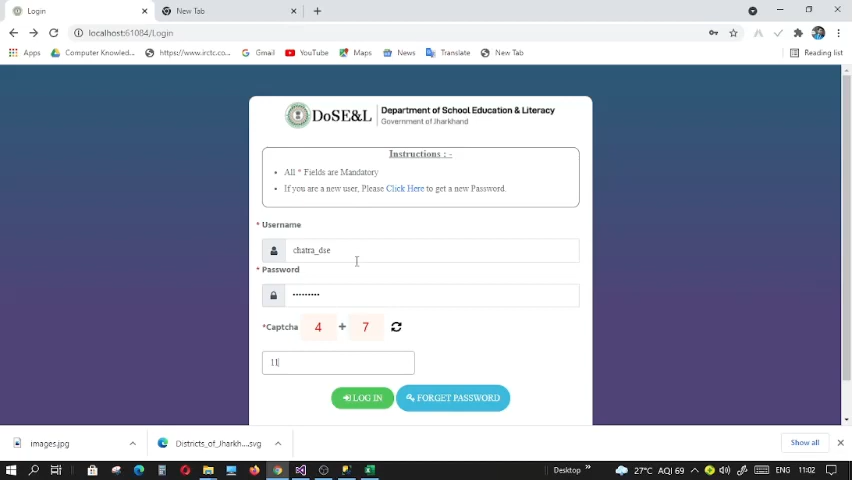 Login
New Tab
localhost:61084/Login
Apps
Computer Knowled...
https://www.irctc.co...
Gmail
YouTube
Maps
News
Translate
New Tab
Reading list
DoSE&L
Department of School Education & Literacy
Government of Jharkhand
Instructions : -
All * Fields are Mandatory
If you are a new user, Please Click Here to get a new Password.
* Username
chatra_dse
* Password
•••••••••
*Captcha 4 + 7
11
LOG IN
FORGET PASSWORD
images.jpg
Districts_of_Jharkh....svg
Show all
Desktop
27°C AQI 69
ENG
11:02